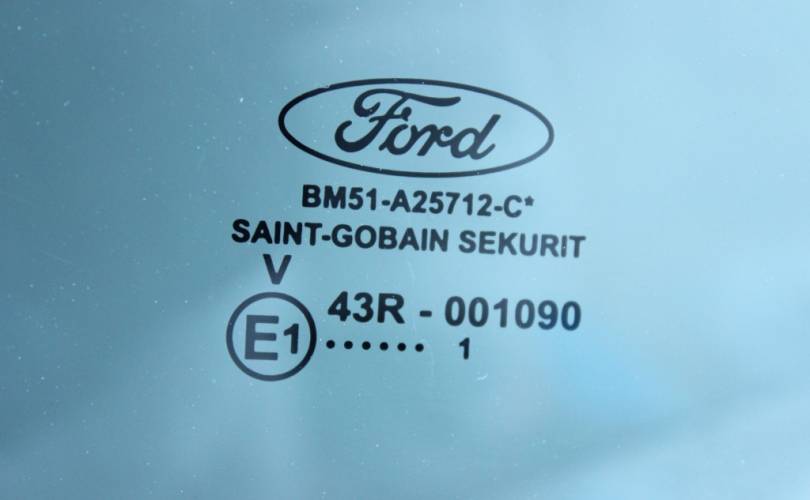 Ford
BM51-A25712-C*
SAINT-GOBAIN SEKURIT
V
E1 43R - 001090
...... 1